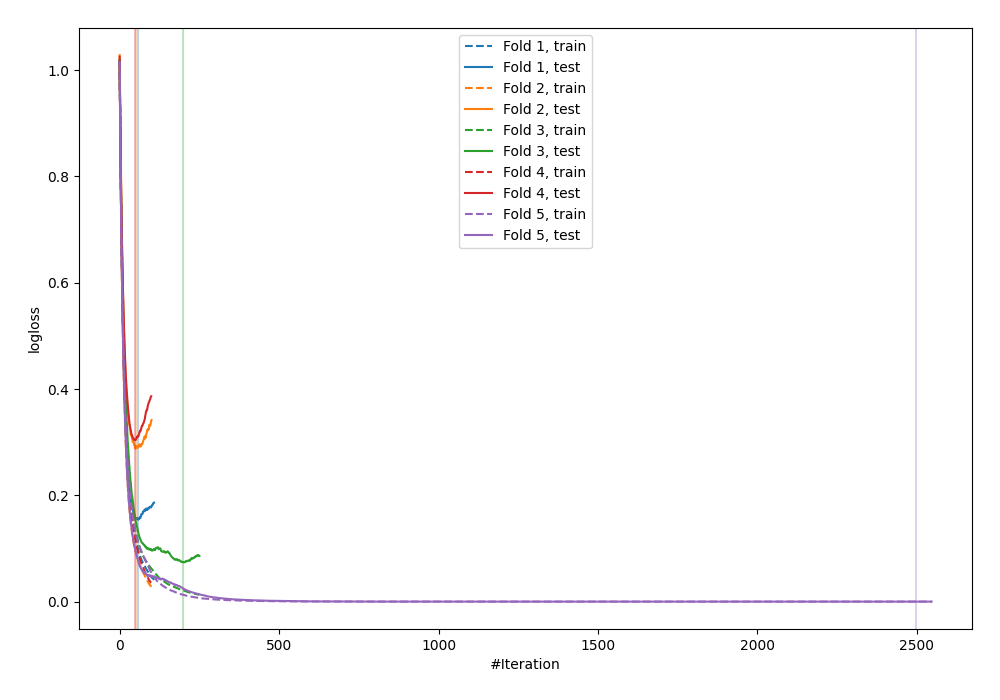 1.0
0.8
0.6
0.4
0.2
0.0
logloss
0
500
1000
1500
2000
2500
#Iteration
Fold 1, train
Fold 1, test
Fold 2, train
Fold 2, test
Fold 3, train
Fold 3, test
Fold 4, train
Fold 4, test
Fold 5, train
Fold 5, test